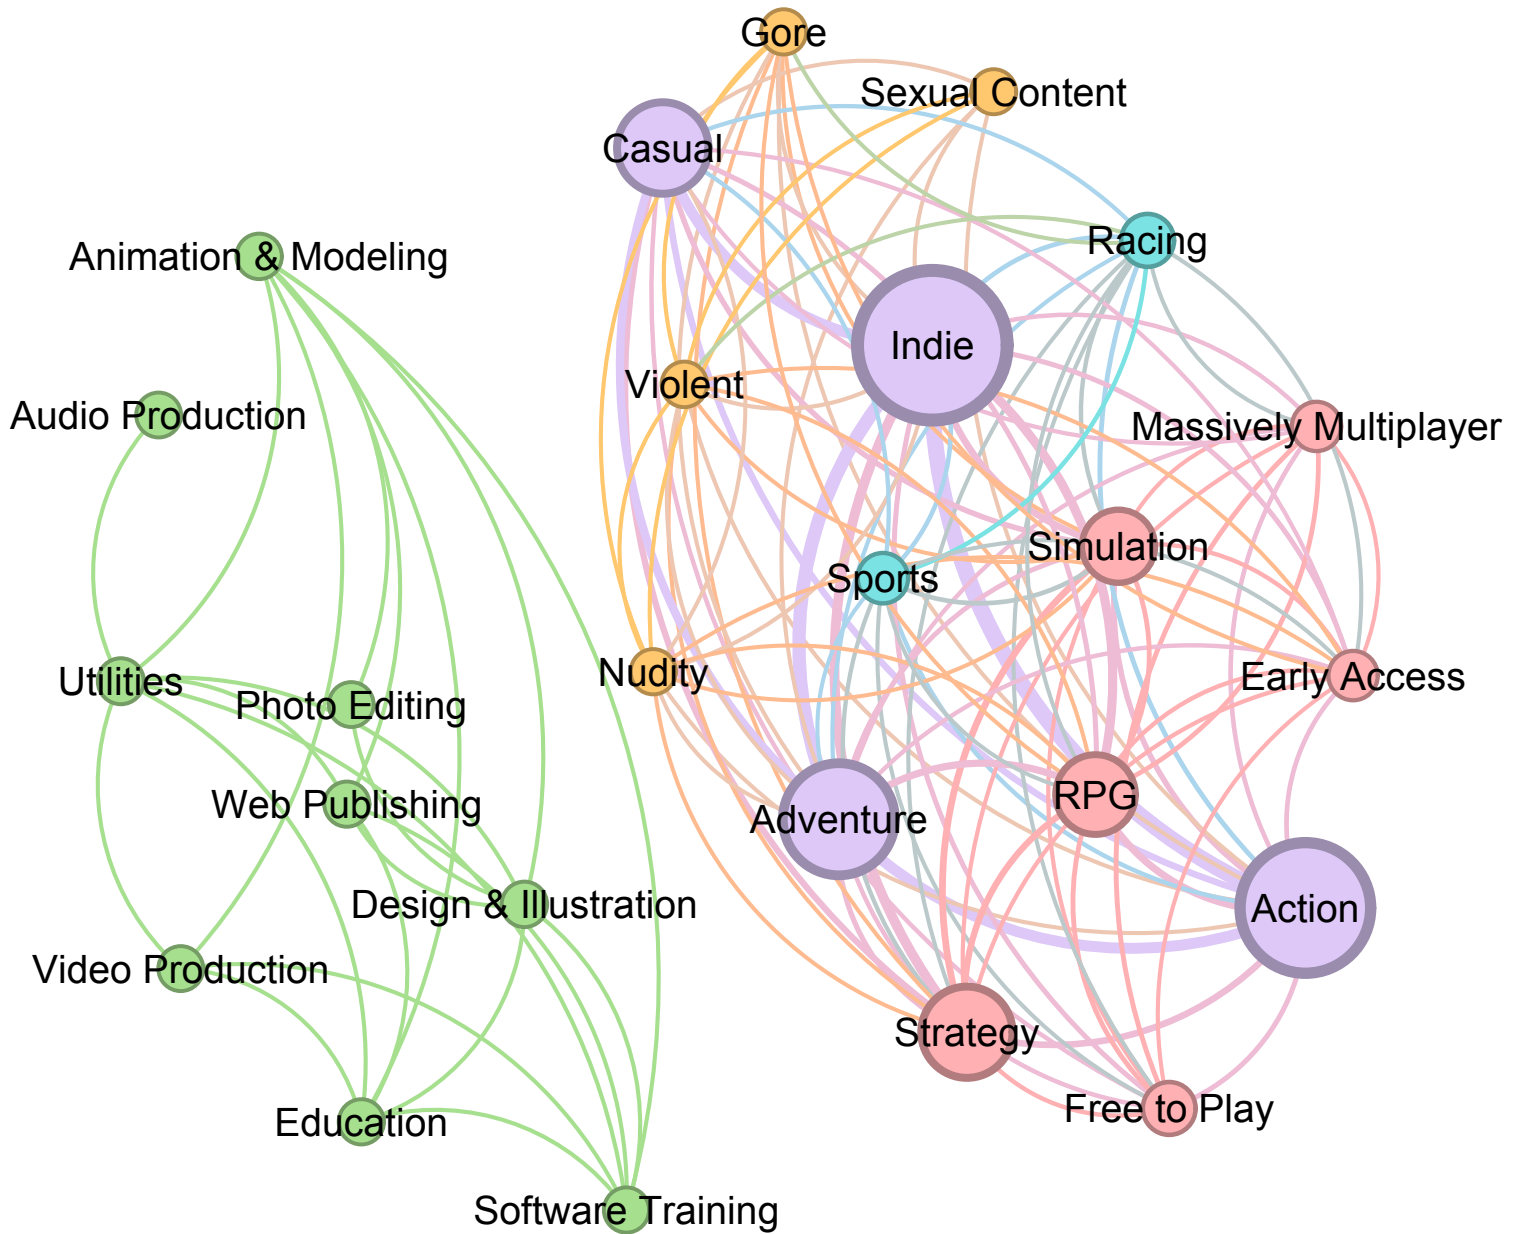 Gore
Sexual Content
Casual
Racing
Animation & Modeling
Indie
Violent
Audio Production
Massively Multiplayer
Simulation
Sports
Nudity
Early Access
Utilities
Photo Editing
Web Publishing
RPG
Adventure
Design & Illustration
Action
Video Production
Strategy
Free to Play
Education
Software Training